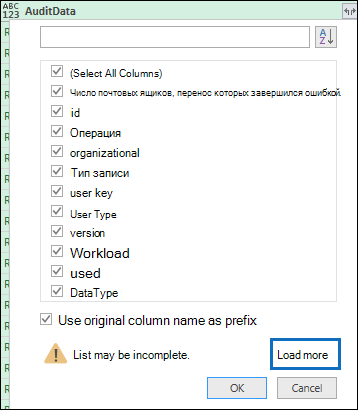 ABC
123
AuditData
A
Z
(Select All Columns)
Число почтовых ящиков, перенос которых завершился ошибкой.
id
Операция
organizational
Тип записи
user key
User Type
version
Workload
used
DataType
Use original column name as prefix
List may be incomplete.
Load more
OK
Cancel